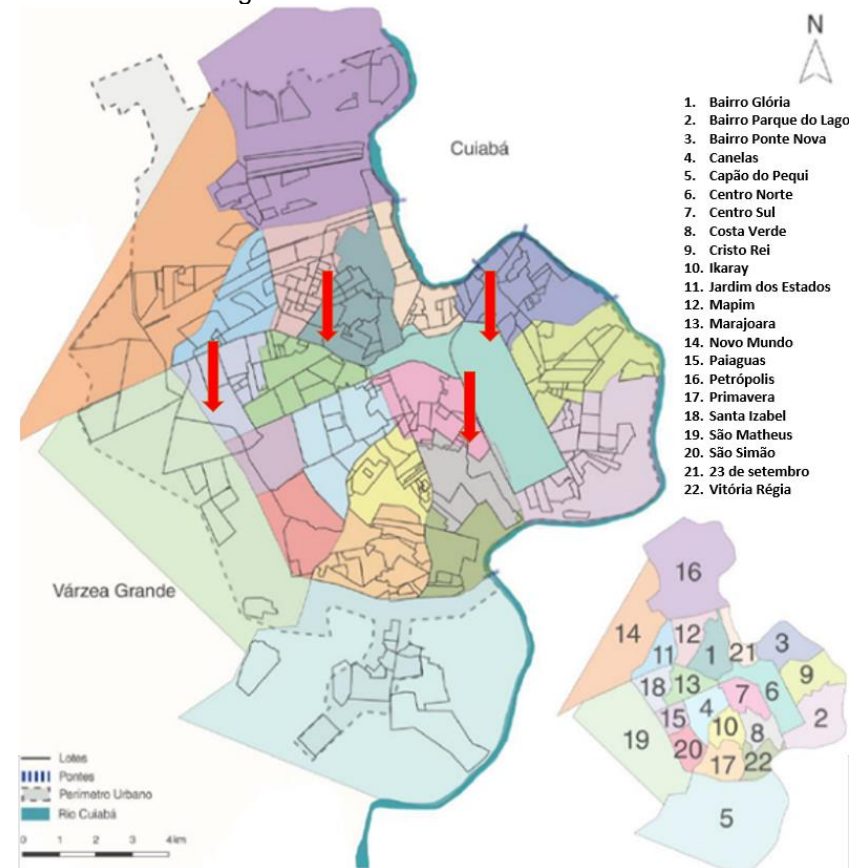 N
Cuiabá
1. Bairro Glória
2. Bairro Parque do Lago
3. Bairro Ponte Nova
4. Canelas
5. Capão do Pequi
6. Centro Norte
7. Centro Sul
8. Costa Verde
9. Cristo Rei
10. Ikaray
11. Jardim dos Estados
12. Mapim
13. Marajoara
14. Novo Mundo
15. Paiaguas
16. Petrópolis
17. Primavera
18. Santa Izabel
19. São Matheus
20. São Simão
21. 23 de setembro
22. Vitória Régia
Várzea Grande
16
14
12
11
1
21
3
18
13
7
6
9
15
4
10
8
2
19
20
17
22
5
Lotes
Pontes
Perímetro Urbano
Rio Cuiabá
0 1 2 3 4 km